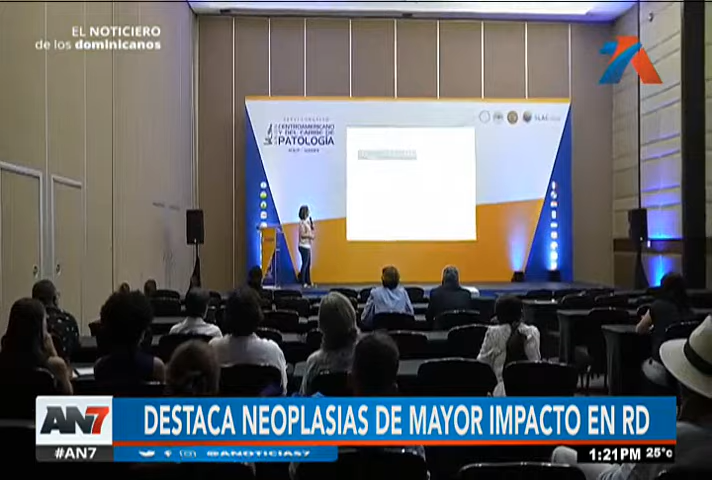 EL NOTICIERO
de los dominicanos
CENTROAMERICANO
Y DEL CARIBE DE
PATOLOGÍA
AN7
DESTACA NEOPLASIAS DE MAYOR IMPACTO EN RD
#AN7
@ANOTICIAS7
1:21PM 25°C